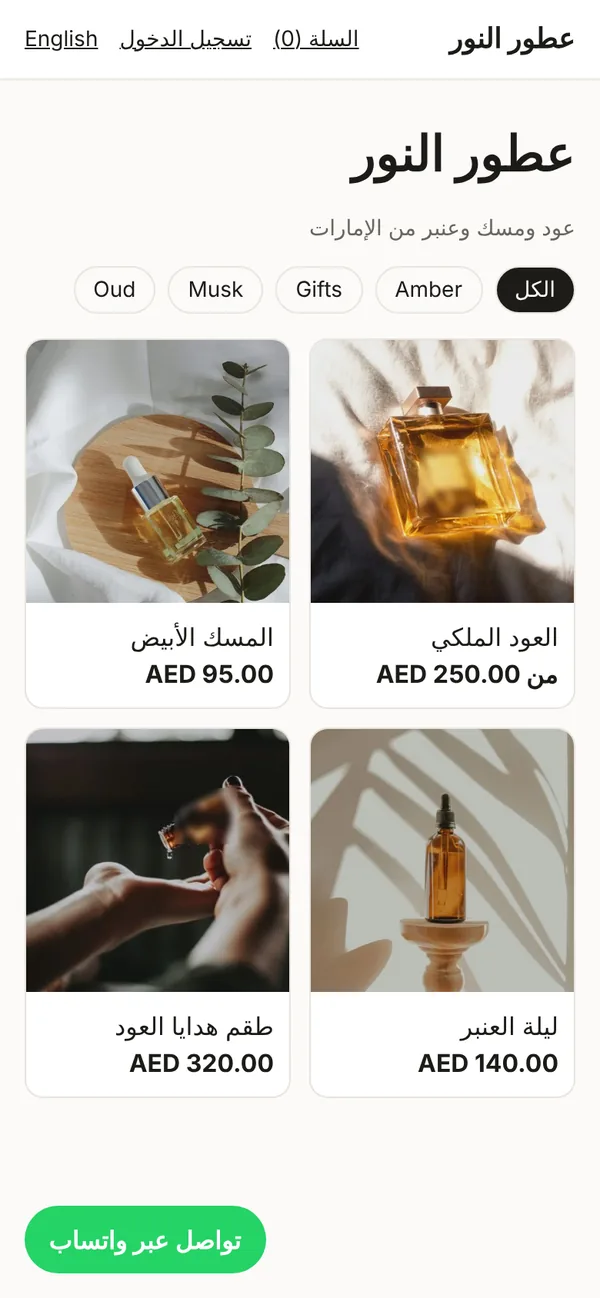 عطور النور
السلة (0) تسجيل الدخول English
عطور النور
عود ومسك وعنبر من الإمارات
الكل Amber Gifts Musk Oud
العود الملكي
من AED 250.00
المسك الأبيض
AED 95.00
ليلة العنبر
AED 140.00
طقم هدايا العود
AED 320.00
تواصل عبر واتساب